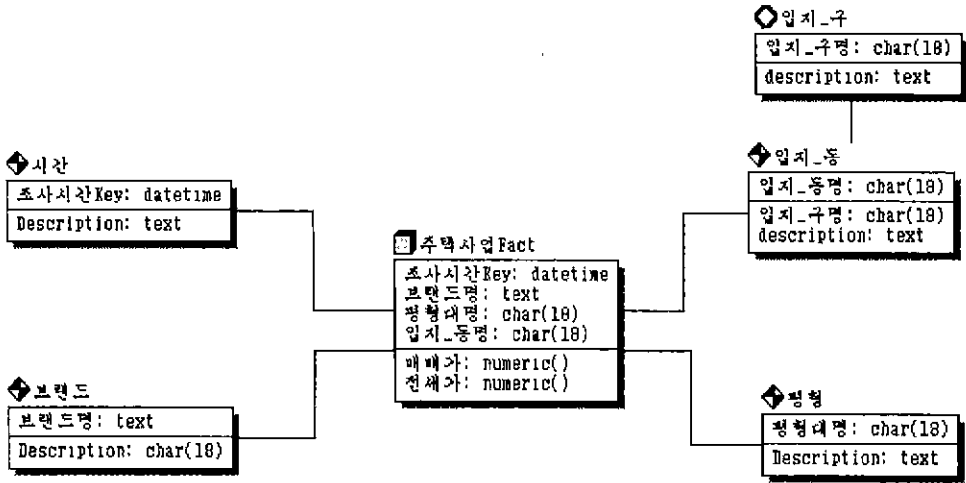 입지_구
입지_구명: char(18)
description: text
시간
조사시간Key: datetime
Description: text
입지_동
입지_동명: char(18)
입지_구명: char(18)
description: text
주택사업Fact
조사시간Key: datetime
브랜드명: text
평형대명: char(18)
입지_동명: char(18)
매매가: numeric()
전세가: numeric()
브랜드
브랜드명: text
Description: char(18)
평형
평형대명: char(18)
Description: text